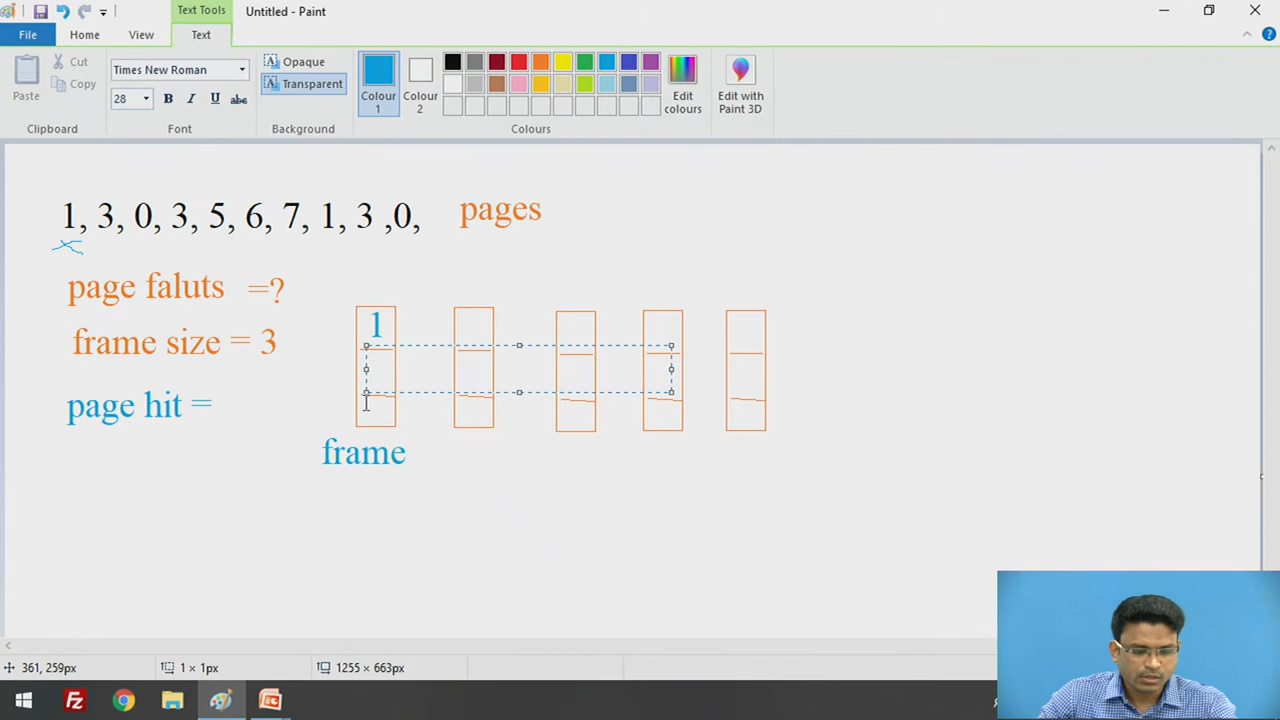 Text Tools
Untitled - Paint
File
Home
View
Text
Paste
Cut
Copy
Clipboard
Times New Roman
28
B
I
U
abc
Font
Opaque
Transparent
Background
Colour 1
Colour 2
Edit colours
Colours
Edit with Paint 3D
1, 3, 0, 3, 5, 6, 7, 1, 3 ,0,
pages
page faluts =?
frame size = 3
page hit =
1
frame
361, 259px
1 × 1px
1255 × 663px